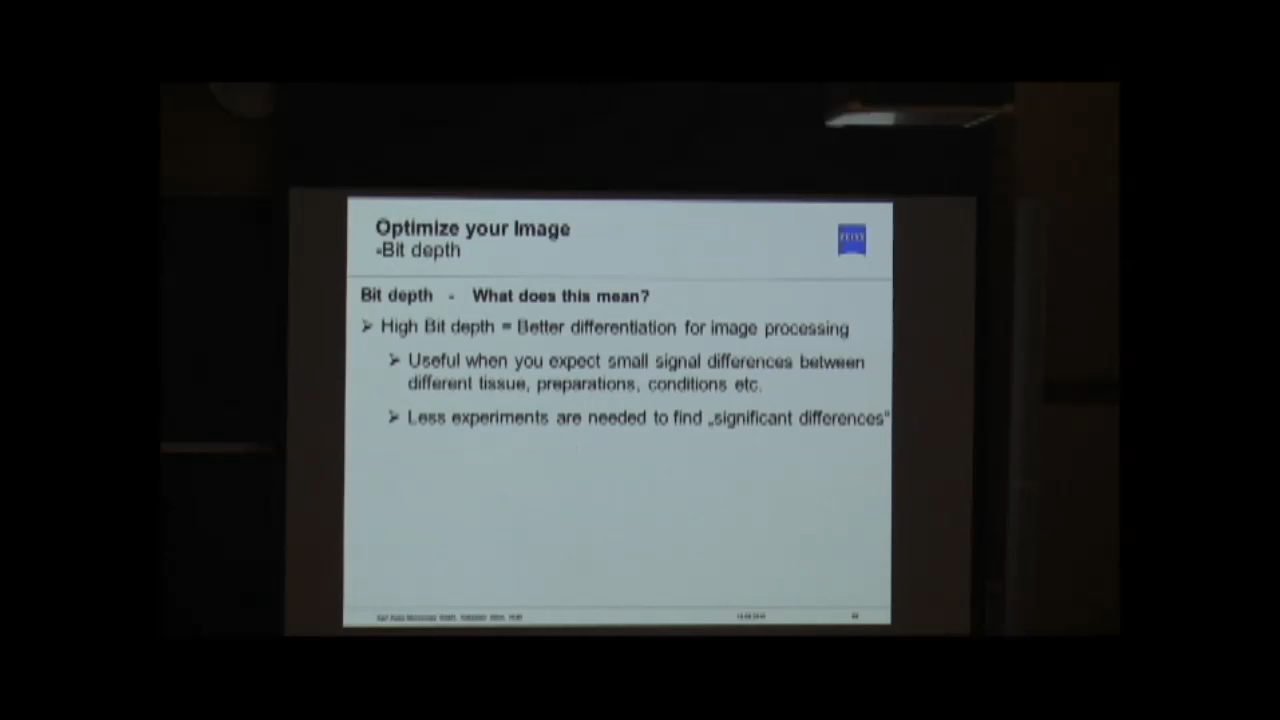 Optimize your Image
-Bit depth
ZEISS
Bit depth - What does this mean?
➢ High Bit depth = Better differentiation for image processing
➢ Useful when you expect small signal differences between
different tissue, preparations, conditions etc.
➢ Less experiments are needed to find „significant differences“